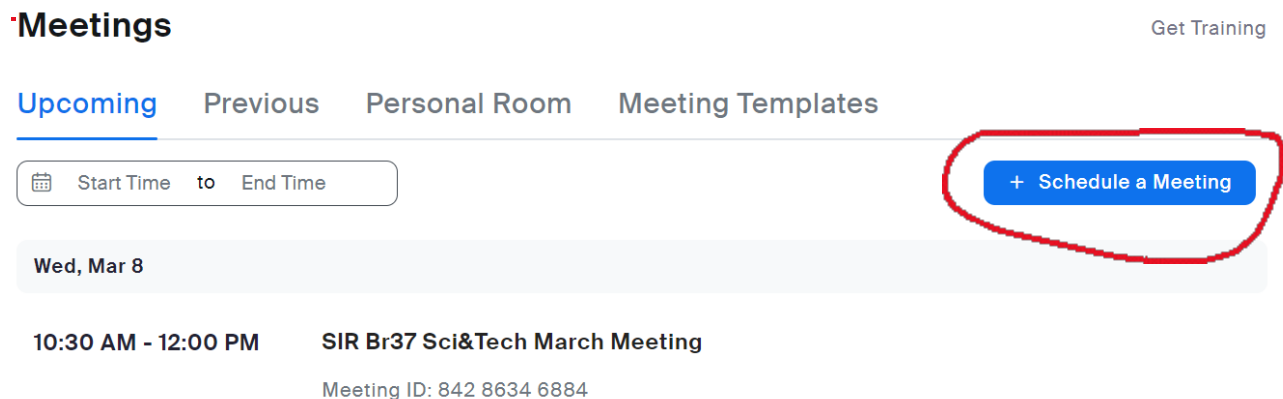 Meetings
Get Training
Upcoming Previous Personal Room Meeting Templates
Start Time to End Time
+ Schedule a Meeting
Wed, Mar 8
10:30 AM - 12:00 PM SIR Br37 Sci&Tech March Meeting
Meeting ID: 842 8634 6884